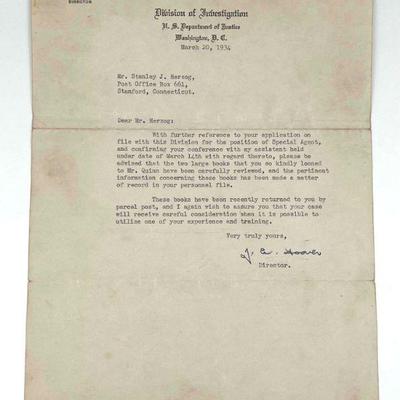 DIRECTOR
Division of Investigation
U. S. Department of Justice
Washington, D. C.
March 20, 1934
Mr. Stanley J. Herzog,
Post Office Box 661,
Stamford, Connecticut.
Dear Mr. Herzog:
With further reference to your application on
file with this Division for the position of Special Agent,
and confirming your conference with my assistant held
under date of March 14th with regard thereto, please be
advised that the two large books that you so kindly loaned
to Mr. Quinn have been carefully reviewed, and the pertinent
information concerning these books has been made a matter
of record in your personnel file.
These books have been recently returned to you by
parcel post, and I again wish to assure you that your case
will receive careful consideration when it is possible to
utilize one of your experience and training.
Very truly yours,
J. E. Hoover
Director.